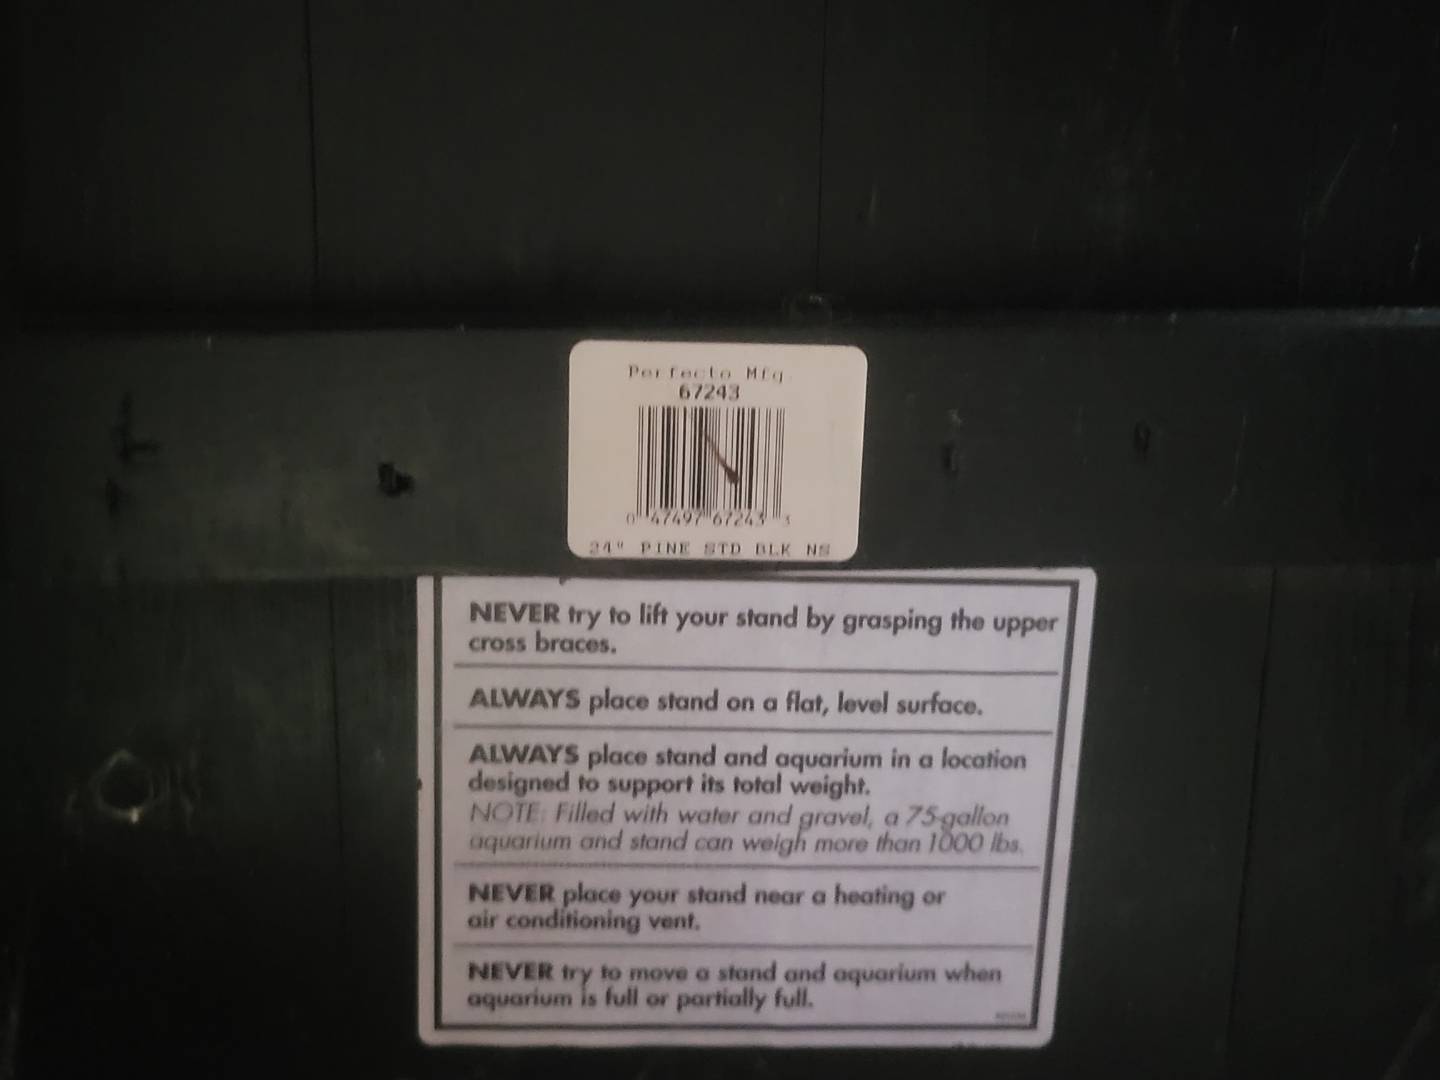 Perfecto Mfg.
67243
0 47497 67243 3
24" PINE STD BLK NS
NEVER try to lift your stand by grasping the upper
cross braces.
ALWAYS place stand on a flat, level surface.
ALWAYS place stand and aquarium in a location
designed to support its total weight.
NOTE: Filled with water and gravel, a 75-gallon
aquarium and stand can weigh more than 1000 lbs.
NEVER place your stand near a heating or
air conditioning vent.
NEVER try to move a stand and aquarium when
aquarium is full or partially full.